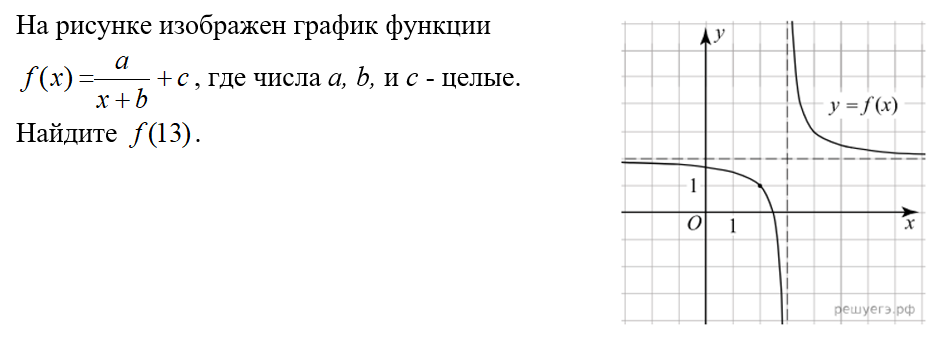 На рисунке изображен график функции
f(x) = a/(x + b) + c, где числа a, b, и c - целые.
Найдите f(13).
y
y = f(x)
1
O 1 x
решуегэ.рф